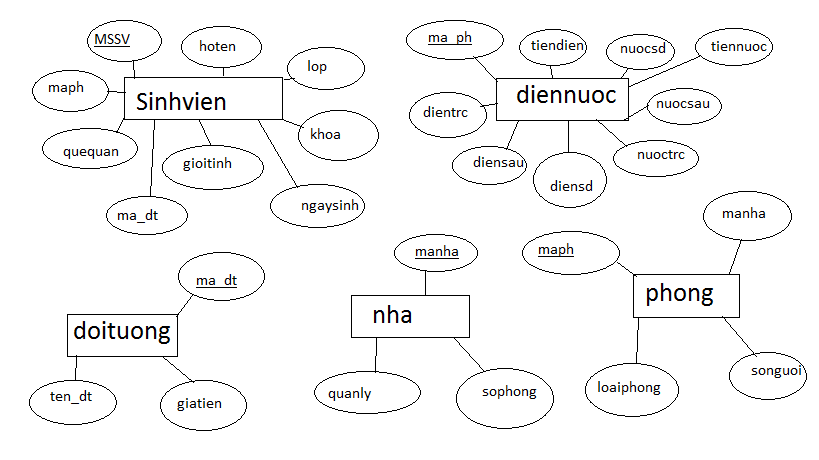 MSSV
hoten
lop
maph
Sinhvien
khoa
quequan
gioitinh
ma_dt
ngaysinh
ma_ph
tiendien
nuocsd
tiennuoc
diennuoc
dientrc
nuocsau
diensau
diensd
nuoctrc
ma_dt
doituong
ten_dt
giatien
manha
nha
quanly
sophong
maph
manha
phong
loaiphong
songuoi